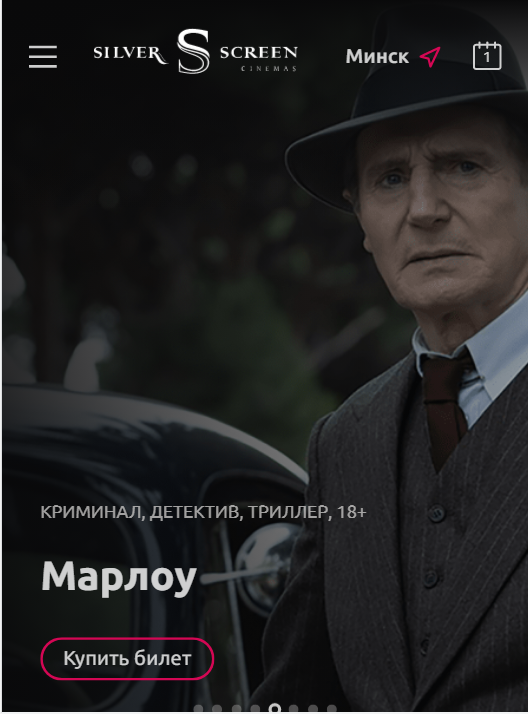 SILVER S SCREEN
CINEMAS
Минск
1
КРИМИНАЛ, ДЕТЕКТИВ, ТРИЛЛЕР, 18+
Марлоу
Купить билет